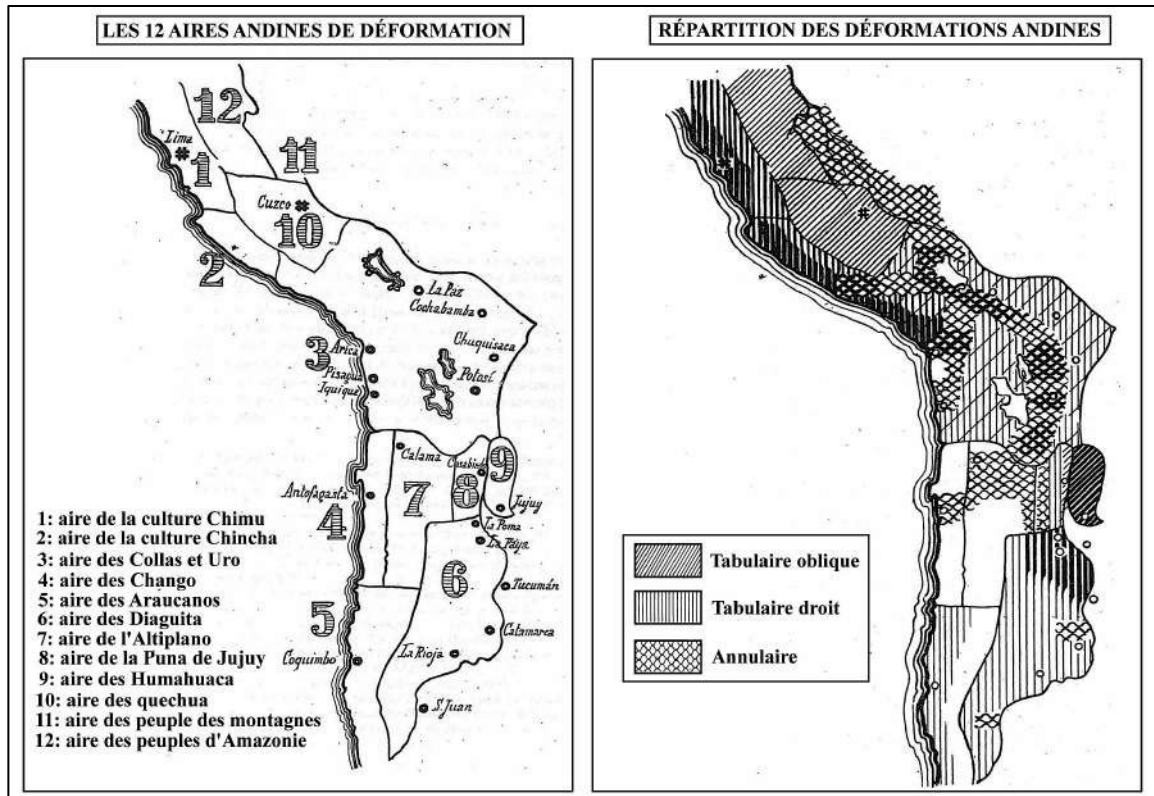 LES 12 AIRES ANDINES DE DÉFORMATION
12
Lima
1
11
Cuzco
10
2
La Paz
Cochabamba
Chuquisaca
3
Arica
Pisagua
Iquique
Potosí
Calama
Casabindo
9
7
8
Antofagasta
Jujuy
4
La Poma
La Paya
6
Tucumán
5
Catamarca
La Rioja
Coquimbo
S. Juan
1: aire de la culture Chimu
2: aire de la culture Chincha
3: aire des Collas et Uro
4: aire des Chango
5: aire des Araucanos
6: aire des Diaguita
7: aire de l'Altiplano
8: aire de la Puna de Jujuy
9: aire des Humahuaca
10: aire des quechua
11: aire des peuple des montagnes
12: aire des peuples d'Amazonie
RÉPARTITION DES DÉFORMATIONS ANDINES
Tabulaire oblique
Tabulaire droit
Annulaire